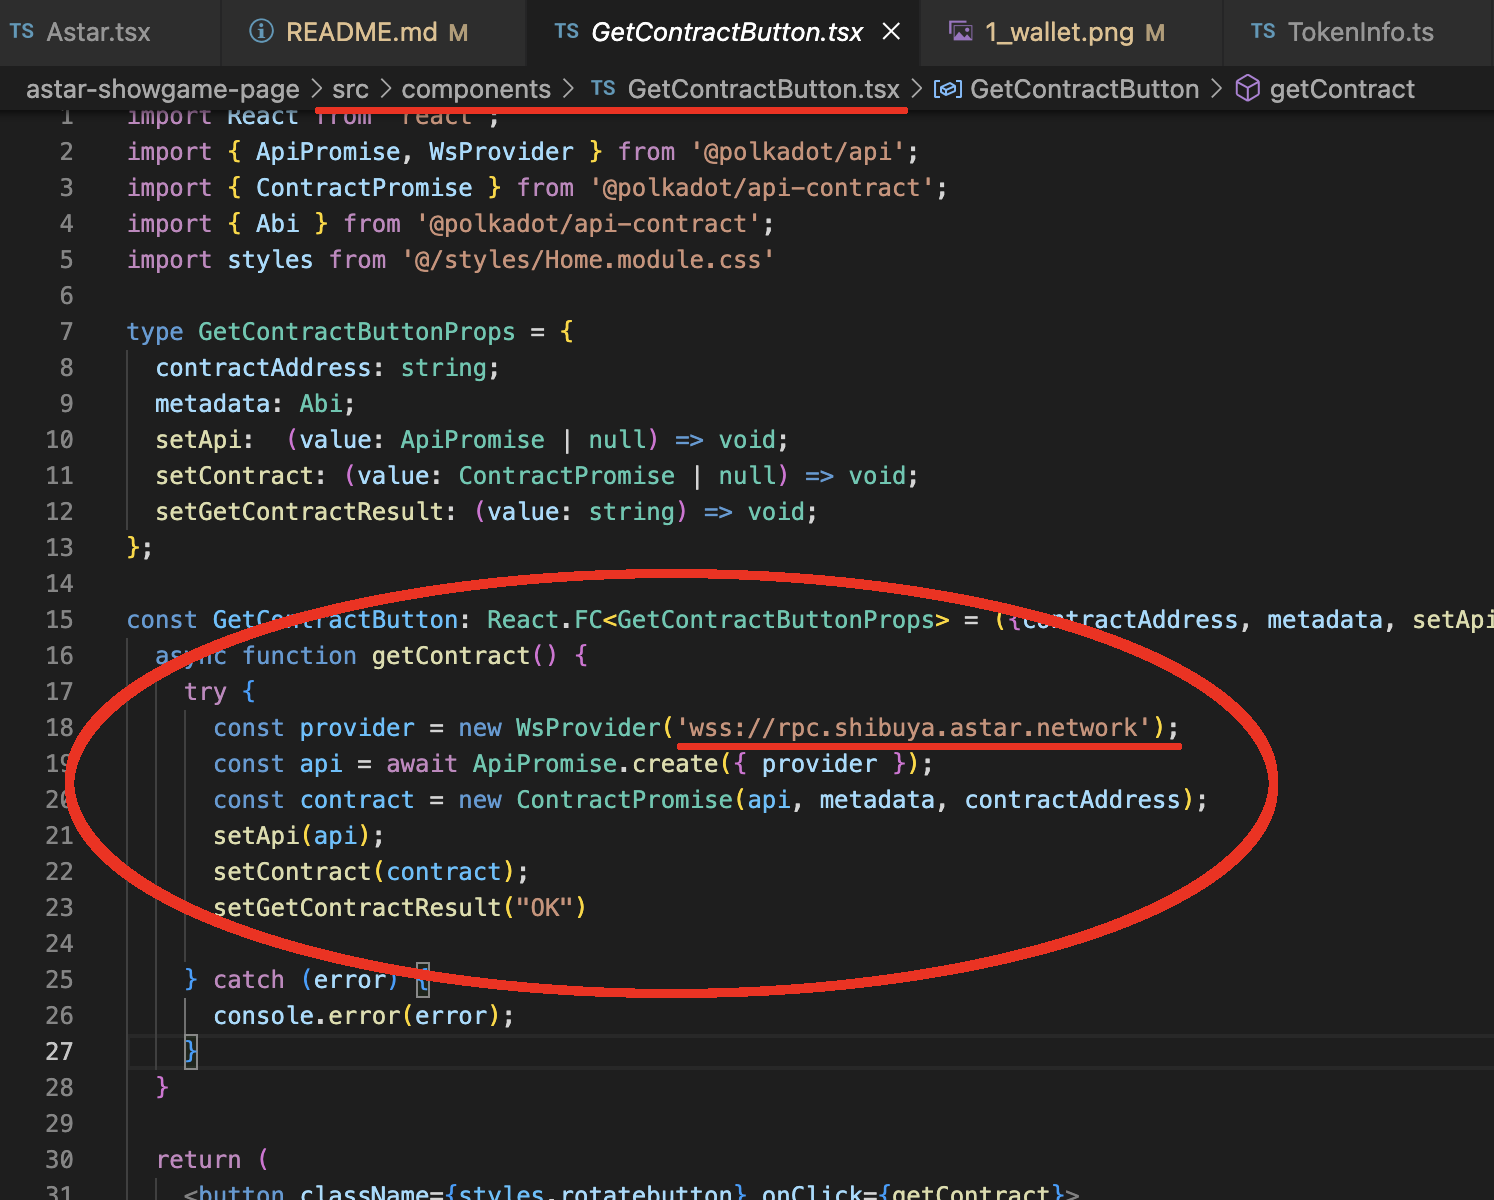 TS Astar.tsx README.md M TS GetContractButton.tsx 1_wallet.png M TS TokenInfo.ts
astar-showgame-page > src > components > TS GetContractButton.tsx > GetContractButton > getContract
1 import React from 'react';
2 import { ApiPromise, WsProvider } from '@polkadot/api';
3 import { ContractPromise } from '@polkadot/api-contract';
4 import { Abi } from '@polkadot/api-contract';
5 import styles from '@/styles/Home.module.css'
6
7 type GetContractButtonProps = {
8 contractAddress: string;
9 metadata: Abi;
10 setApi:  (value: ApiPromise | null) => void;
11 setContract: (value: ContractPromise | null) => void;
12 setGetContractResult: (value: string) => void;
13 };
14
15 const GetContractButton: React.FC<GetContractButtonProps> = ({contractAddress, metadata, setApi
16 async function getContract() {
17 try {
18 const provider = new WsProvider('wss://rpc.shibuya.astar.network');
19 const api = await ApiPromise.create({ provider });
20 const contract = new ContractPromise(api, metadata, contractAddress);
21 setApi(api);
22 setContract(contract);
23 setGetContractResult("OK")
24
25 } catch (error) {
26 console.error(error);
27 }
28 }
29
30 return (
31 <button className={styles.rotatebutton} onClick={getContract}>